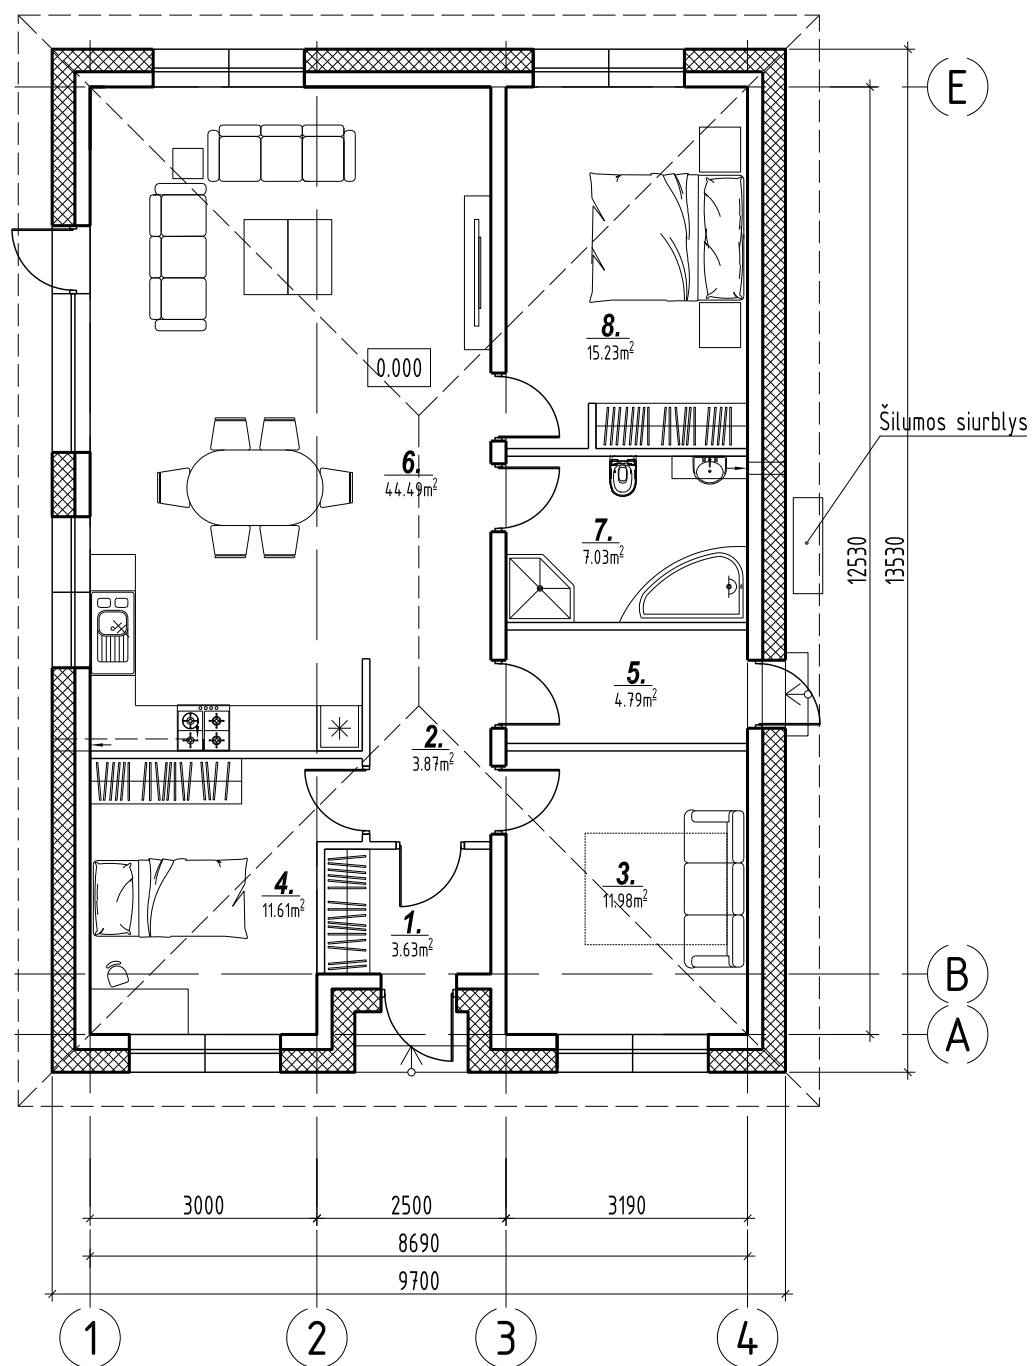 E
8.
15.23m²
0.000
Šilumos siurblys
6.
44.49m²
7.
7.03m²
12530
13530
5.
4.79m²
2.
3.87m²
4.
11.61m²
3.
11.98m²
1.
3.63m²
B
A
3000
2500
3190
8690
9700
1
2
3
4